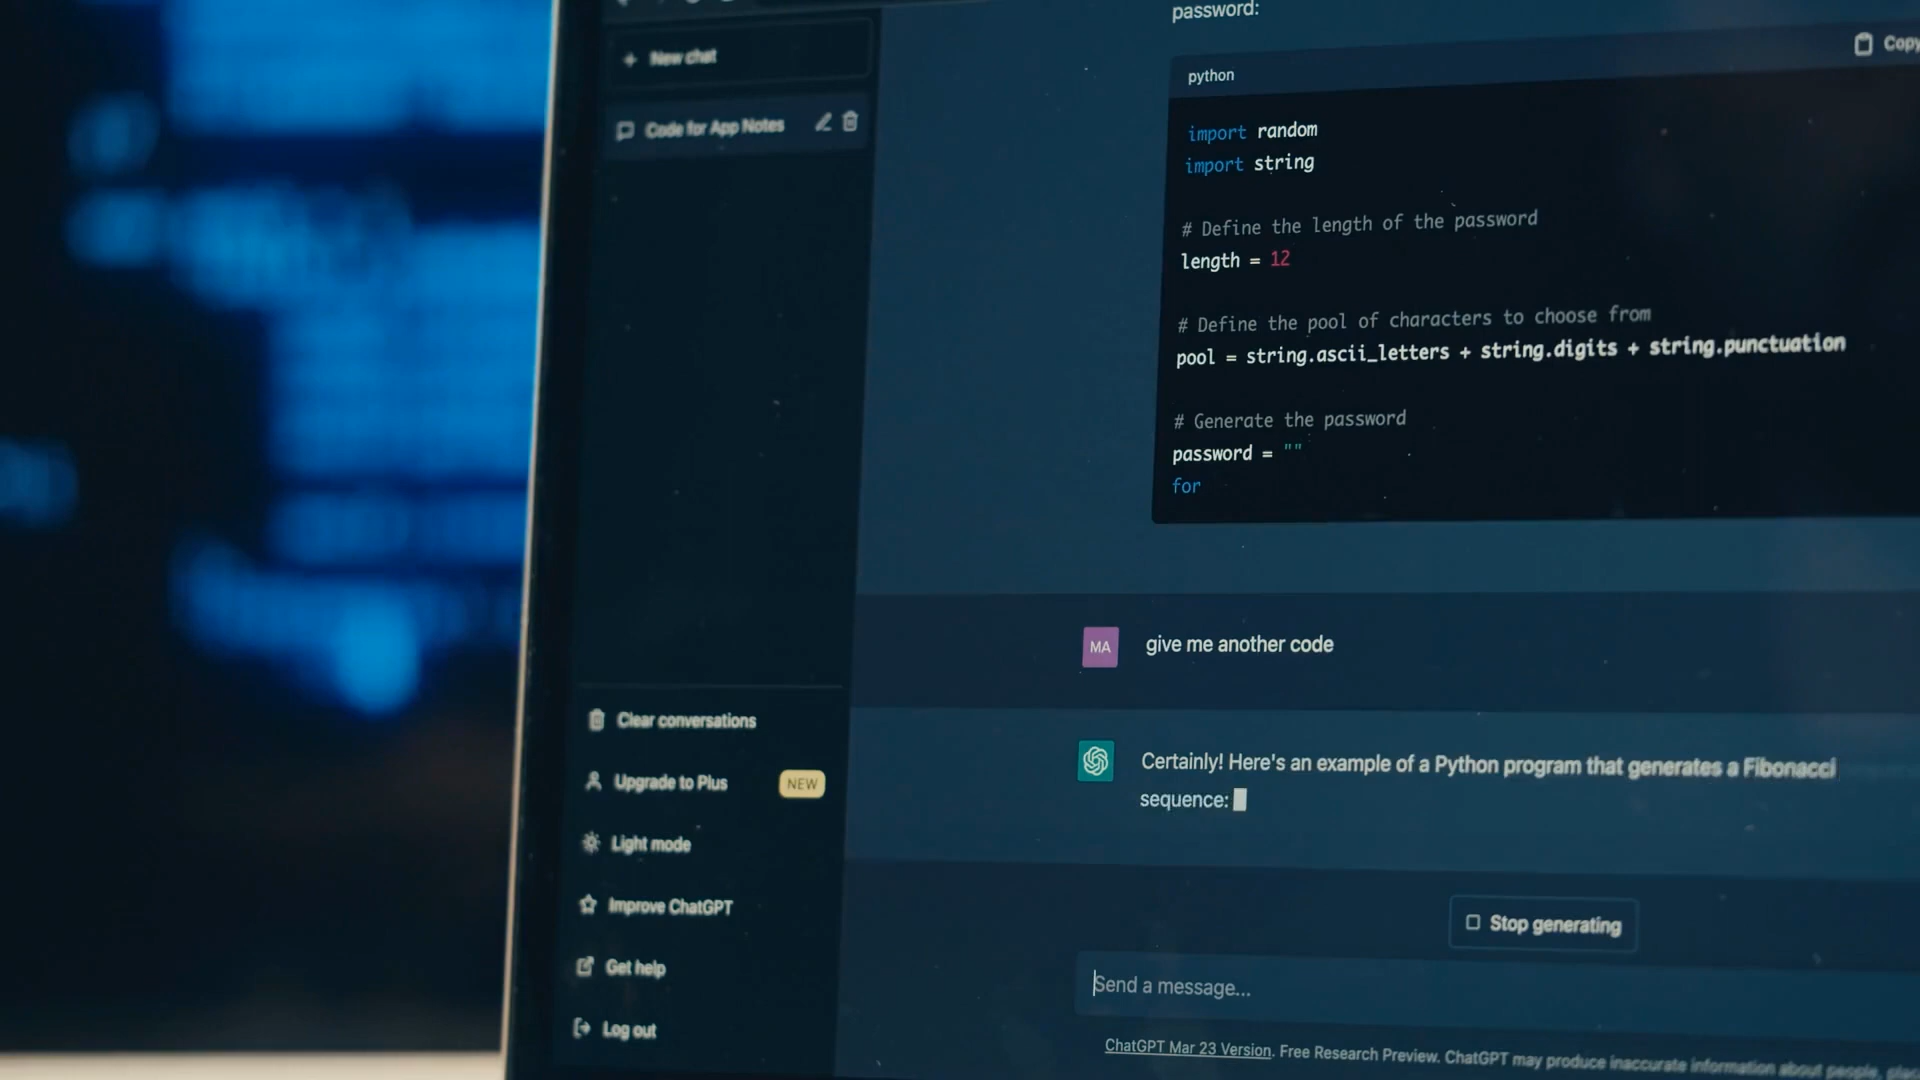 + New chat
Code for App Notes
Clear conversations
Upgrade to Plus NEW
Light mode
Improve ChatGPT
Get help
Log out
password:
python Copy
import random
import string
# Define the length of the password
length = 12
# Define the pool of characters to choose from
pool = string.ascii_letters + string.digits + string.punctuation
# Generate the password
password = ""
for
MA give me another code
Certainly! Here's an example of a Python program that generates a Fibonacci
sequence:
Stop generating
Send a message...
ChatGPT Mar 23 Version. Free Research Preview. ChatGPT may produce inaccurate information about people,